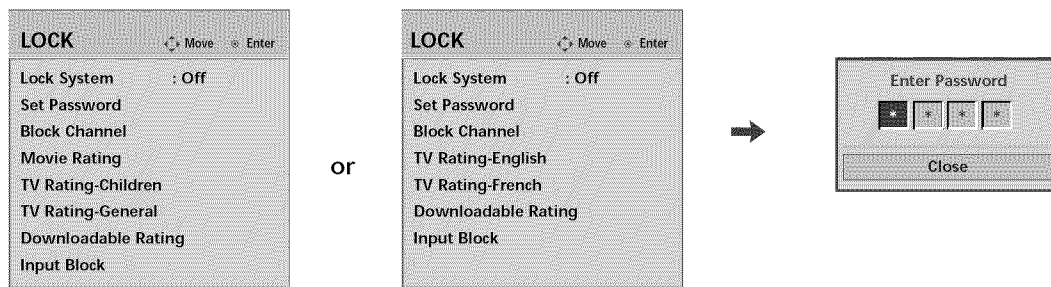 LOCK Move Enter
Lock System : Off
Set Password
Block Channel
Movie Rating
TV Rating-Children
TV Rating-General
Downloadable Rating
Input Block
or
LOCK Move Enter
Lock System : Off
Set Password
Block Channel
TV Rating-English
TV Rating-French
Downloadable Rating
Input Block
Enter Password
* * * *
Close